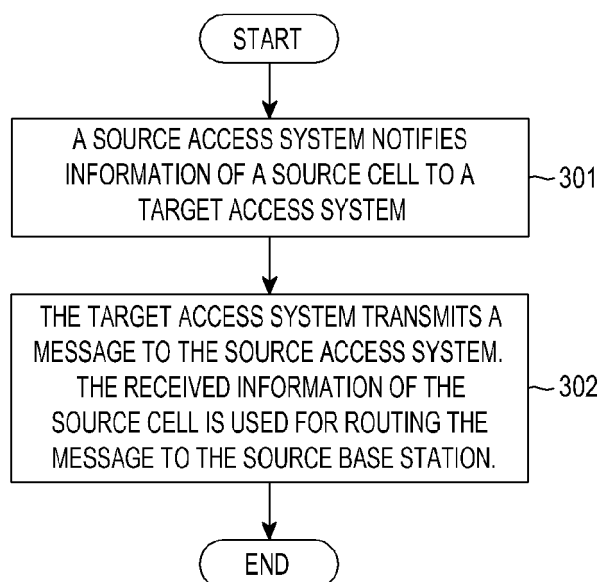 START
A SOURCE ACCESS SYSTEM NOTIFIES
INFORMATION OF A SOURCE CELL TO A
TARGET ACCESS SYSTEM
301
THE TARGET ACCESS SYSTEM TRANSMITS A
MESSAGE TO THE SOURCE ACCESS SYSTEM.
THE RECEIVED INFORMATION OF THE
SOURCE CELL IS USED FOR ROUTING THE
MESSAGE TO THE SOURCE BASE STATION.
302
END